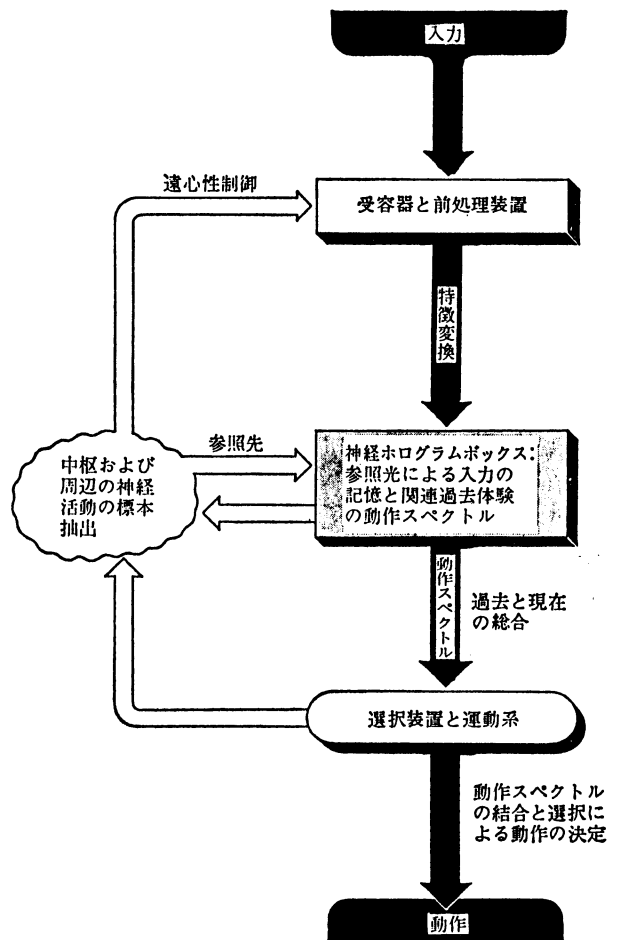 入力
遠心性制御
受容器と前処理装置
特徴変換
参照先
中枢および
周辺の神経
活動の標本
抽出
神経ホログラムボックス:
参照光による入力の
記憶と関連過去体験
の動作スペクトル
動作スペクトル
過去と現在
の総合
選択装置と運動系
動作スペクトル
の結合と選択に
よる動作の決定
動作